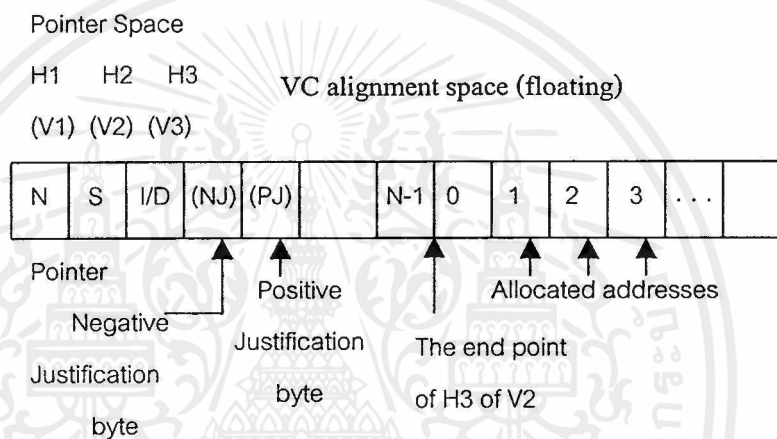 Pointer Space
H1 H2 H3
VC alignment space (floating)
(V1) (V2) (V3)
N S I/D (NJ) (PJ) N-1 0 1 2 3 ...
Pointer
Negative
Justification
byte
Positive
Justification
byte
The end point
of H3 of V2
Allocated addresses